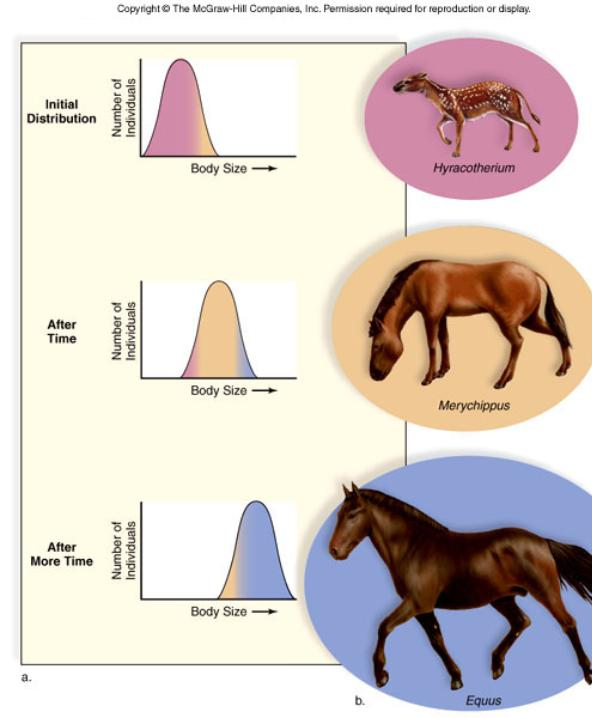 Copyright © The McGraw-Hill Companies, Inc. Permission required for reproduction or display.
Initial
Distribution
Number of
Individuals
Body Size
Hyracotherium
After
Time
Number of
Individuals
Body Size
Merychippus
After
More Time
Number of
Individuals
Body Size
a.
b.
Equus